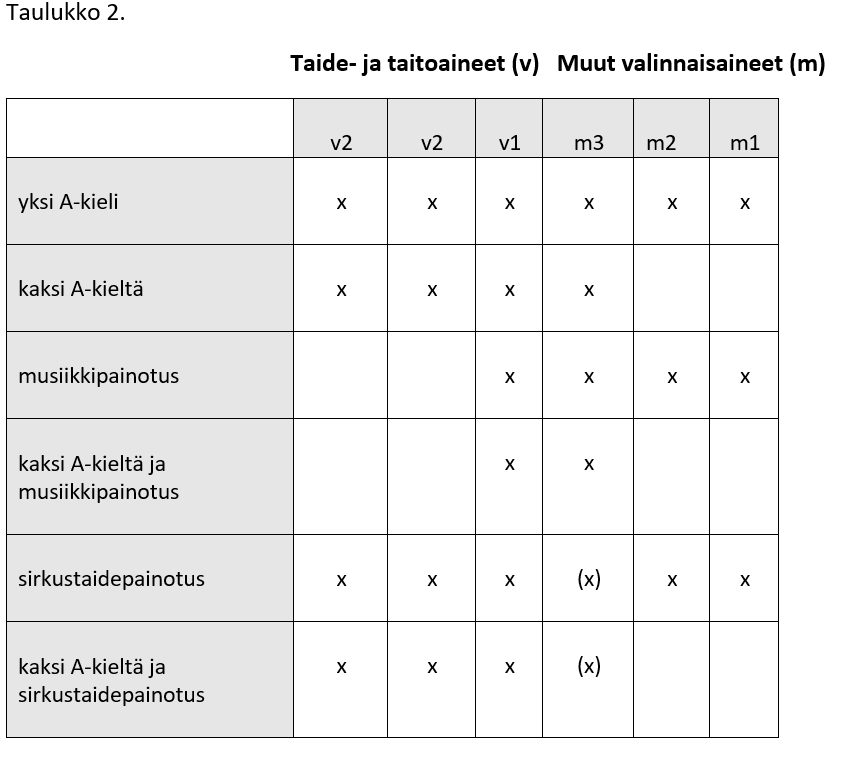 Taulukko 2.
Taide- ja taitoaineet (v) Muut valinnaisaineet (m)
v2 v2 v1 m3 m2 m1
yksi A-kieli x x x x x x
kaksi A-kieltä x x x x
musiikkipainotus x x x x
kaksi A-kieltä ja x x
musiikkipainotus
sirkustaidepainotus x x x (x) x x
kaksi A-kieltä ja x x x (x)
sirkustaidepainotus